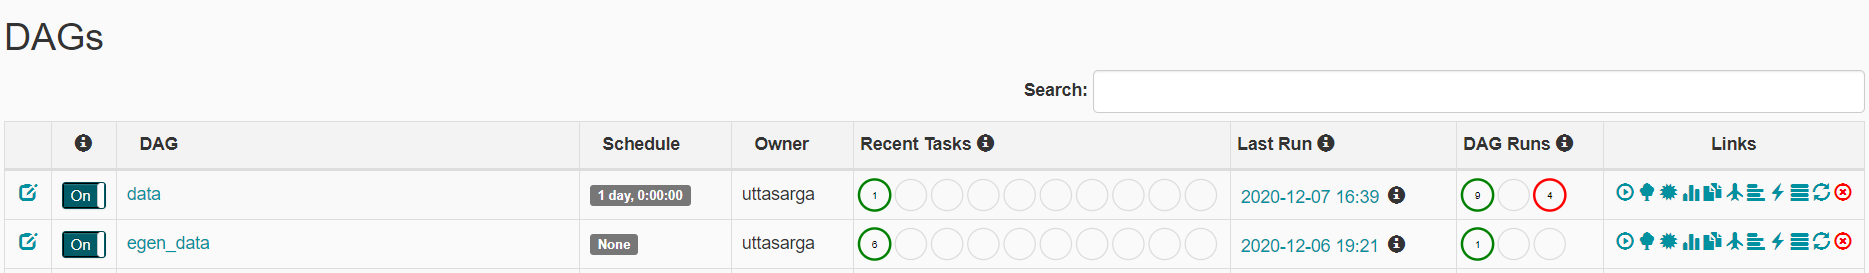 DAGs
Search:
DAG Schedule Owner Recent Tasks Last Run DAG Runs Links
On data 1 day, 0:00:00 uttasarga 1 2020-12-07 16:39 9 4
On egen_data None uttasarga 6 2020-12-06 19:21 1